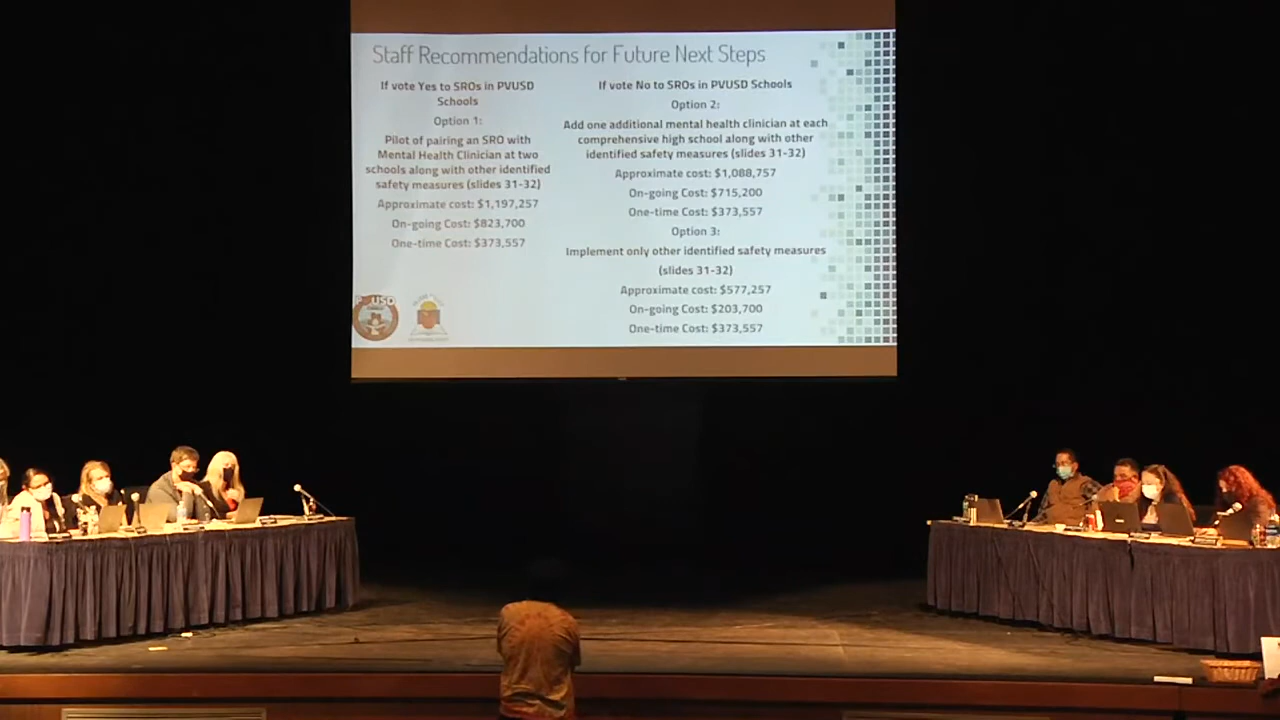 Staff Recommendations for Future Next Steps
If vote Yes to SROs in PVUSD
Schools
Option 1:
Pilot of pairing an SRO with
Mental Health Clinician at two
schools along with other identified
safety measures (slides 31-32)
Approximate cost: $1,197,257
On-going Cost: $823,700
One-time Cost: $373,557
If vote No to SROs in PVUSD Schools
Option 2:
Add one additional mental health clinician at each
comprehensive high school along with other
identified safety measures (slides 31-32)
Approximate cost: $1,088,757
On-going Cost: $715,200
One-time Cost: $373,557
Option 3:
Implement only other identified safety measures
(slides 31-32)
Approximate cost: $577,257
On-going Cost: $203,700
One-time Cost: $373,557